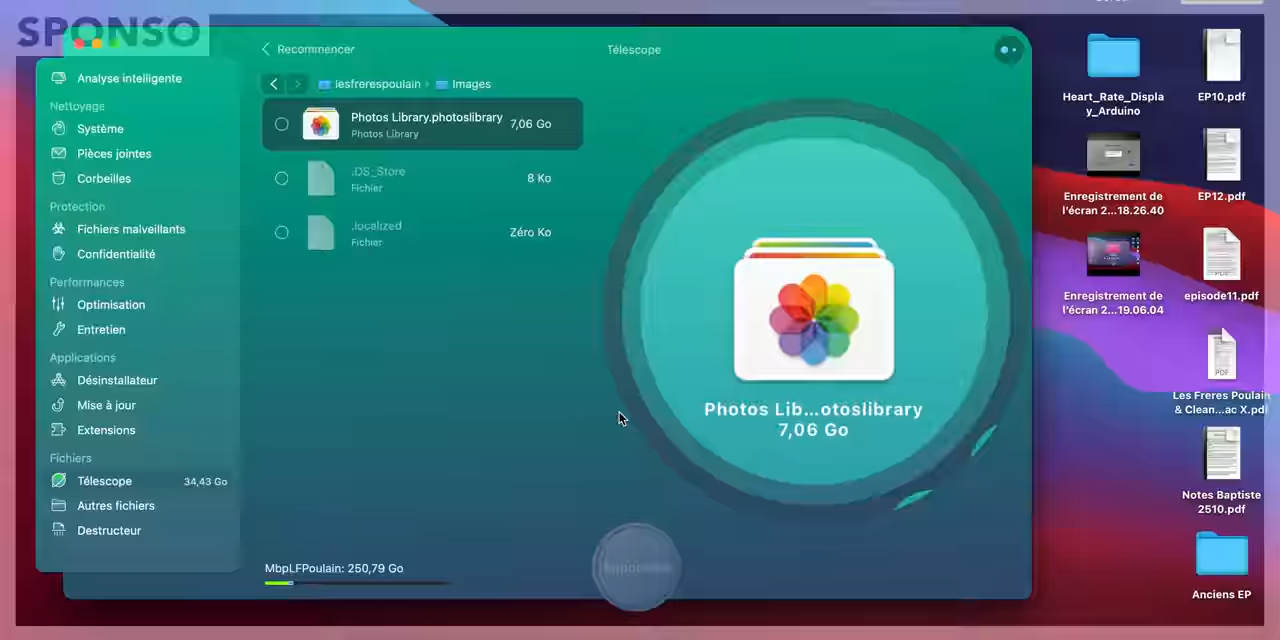 SPONSO
Recommencer
Télescope
lesfrerespoulain
Images
Analyse intelligente
Nettoyage
Système
Pièces jointes
Corbeilles
Protection
Fichiers malveillants
Confidentialité
Performances
Optimisation
Entretien
Applications
Désinstallateur
Mise à jour
Extensions
Fichiers
Télescope 34,43 Go
Autres fichiers
Destructeur
Photos Library.photoslibrary
Photos Library
7,06 Go
.DS_Store
Fichier
8 Ko
.localized
Fichier
Zéro Ko
Photos Lib...otoslibrary
7,06 Go
MbpLFPoulain: 250,79 Go
Heart_Rate_Displa
y_Arduino
Enregistrement de
l'écran 2...18.26.40
Enregistrement de
l'écran 2...19.06.04
EP10.pdf
EP12.pdf
PDF
episode11.pdf
PDF
Les Freres Poulain
& Clean...ac X.pdf
Notes Baptiste
2510.pdf
Anciens EP